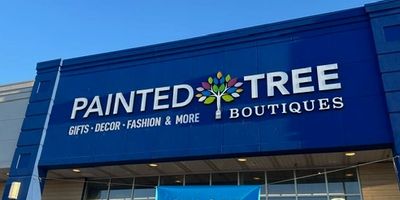 PAINTED TREE
BOUTIQUES
GIFTS · DECOR · FASHION & MORE